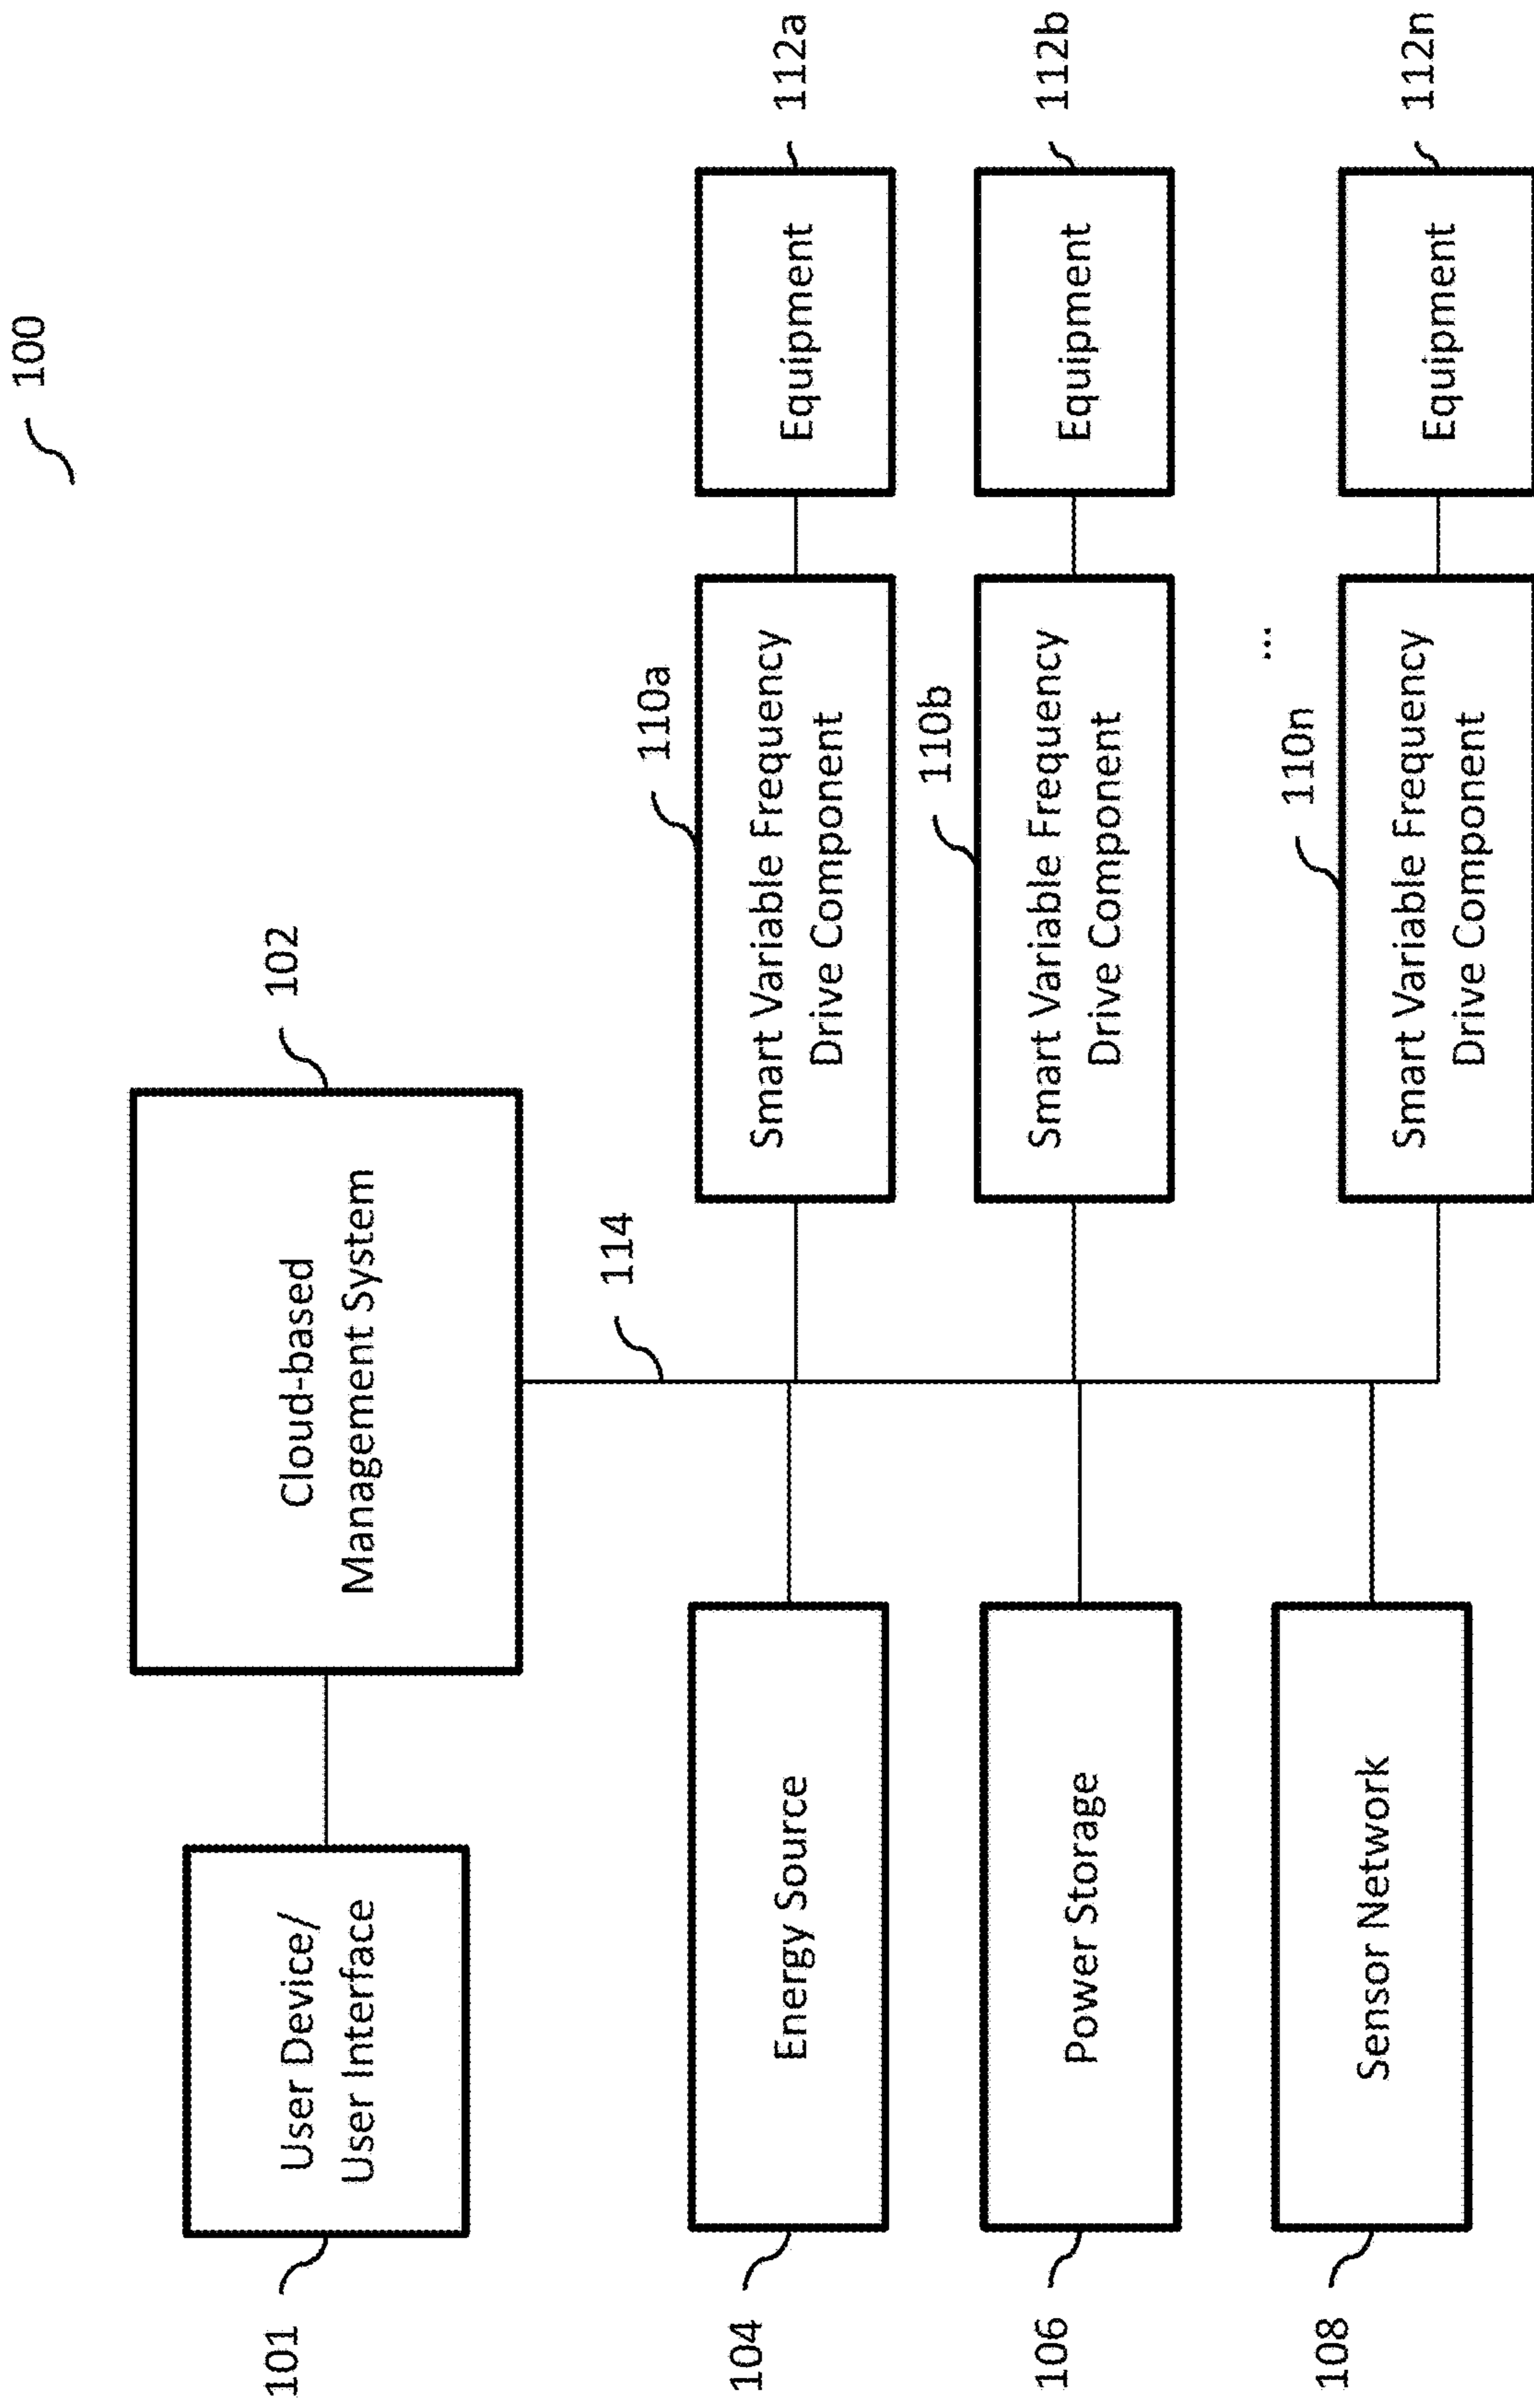 100
102
Cloud-based
Management System
User Device/
User Interface
101
114
Energy Source
104
110a
Smart Variable Frequency
Drive Component
Equipment
112a
Power Storage
106
110b
Smart Variable Frequency
Drive Component
Equipment
112b
...
Sensor Network
108
110n
Smart Variable Frequency
Drive Component
Equipment
112n